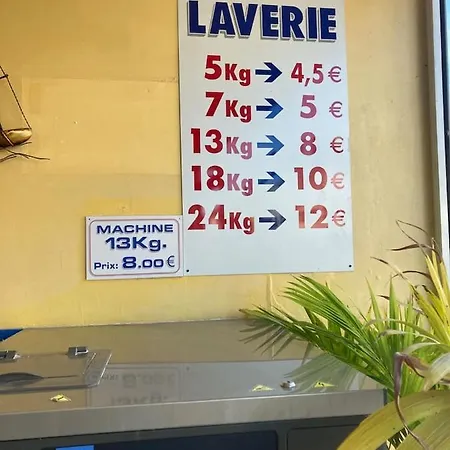 LAVERIE
5Kg → 4,5€
7Kg → 5 €
13Kg → 8 €
18Kg → 10 €
24Kg → 12 €
MACHINE
13Kg.
Prix: 8.00€